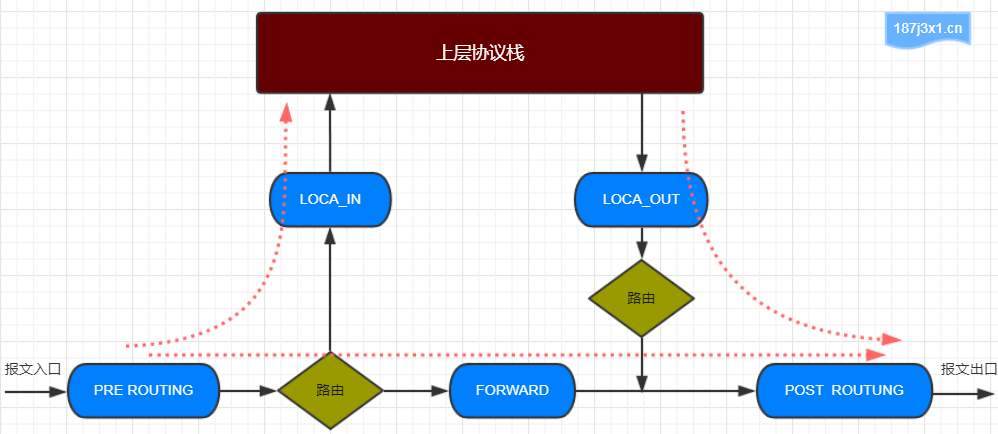 187j3x1.cn
上层协议栈
LOCA_IN
LOCA_OUT
路由
报文入口
PRE ROUTING
路由
FORWARD
POST ROUTUNG
报文出口